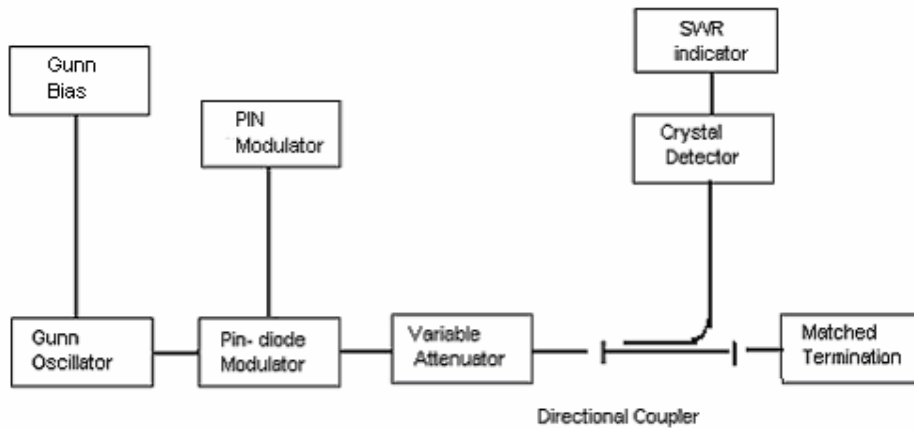 SWR
indicator
Gunn
Bias
PIN
Modulator
Crystal
Detector
Gunn
Oscillator
Pin- diode
Modulator
Variable
Attenuator
Matched
Termination
Directional Coupler